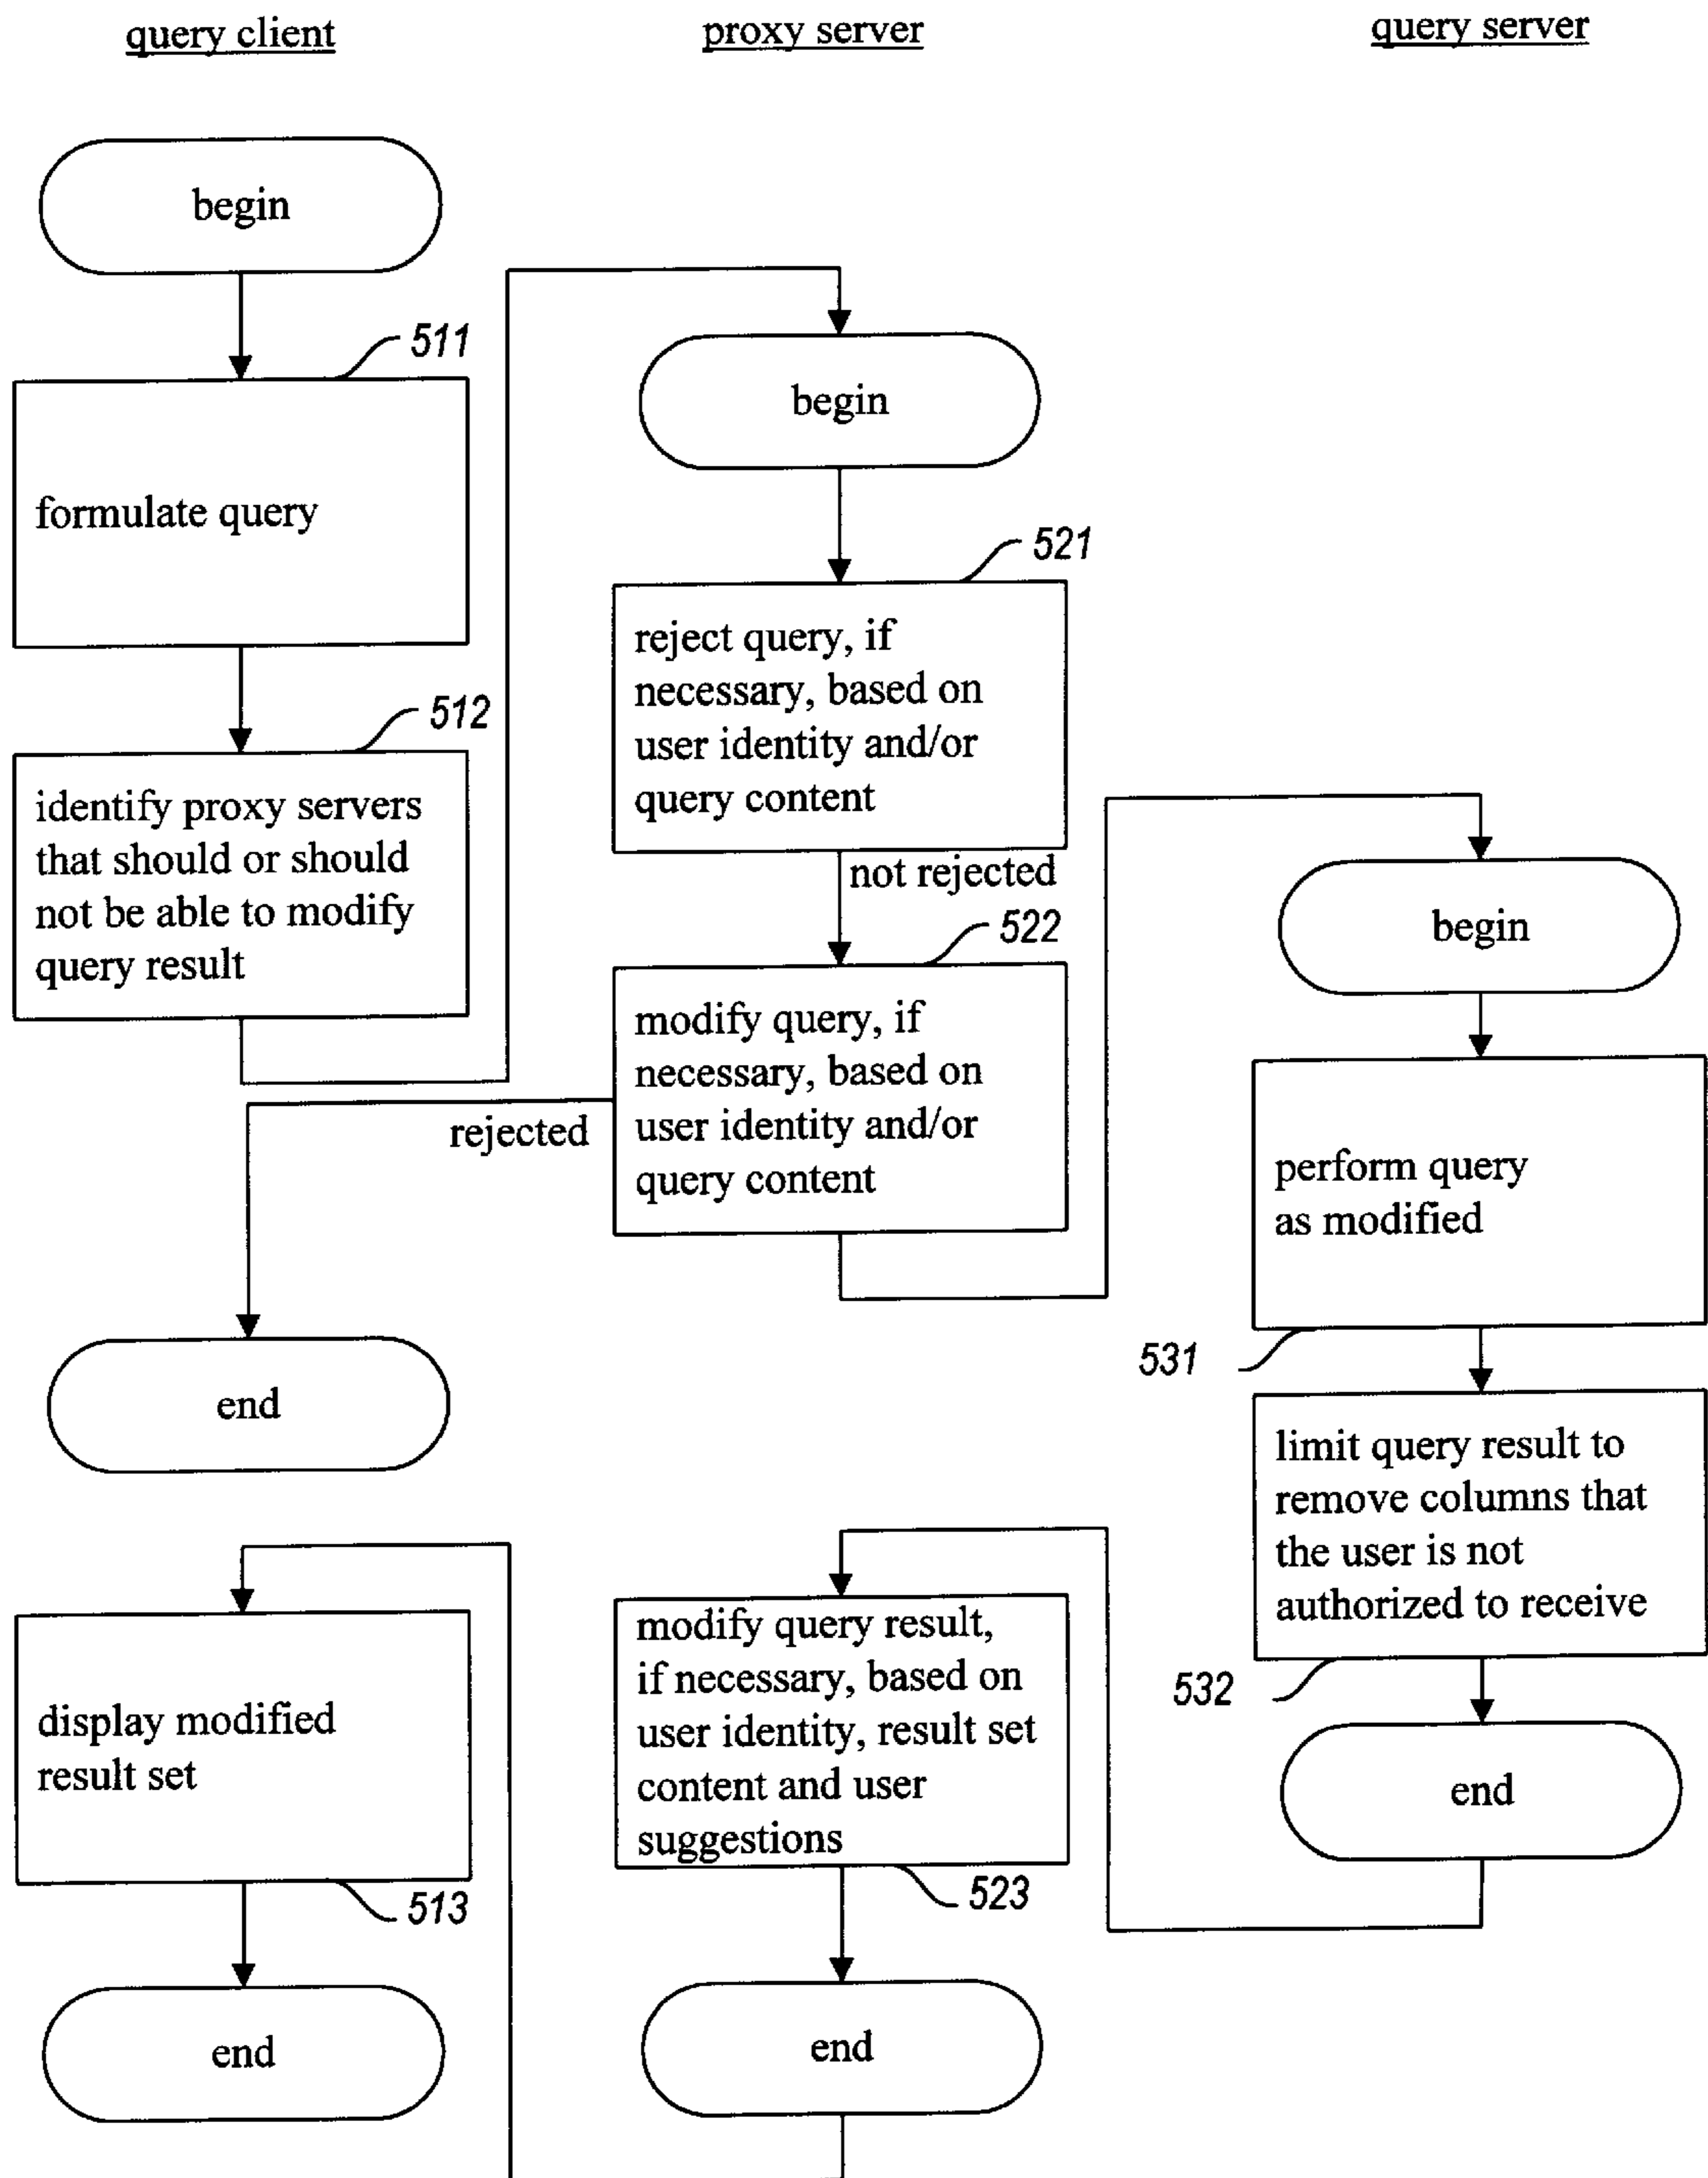 query client
proxy server
query server
begin
511
formulate query
512
identify proxy servers
that should or should
not be able to modify
query result
begin
521
reject query, if
necessary, based on
user identity and/or
query content
not rejected
522
modify query, if
necessary, based on
user identity and/or
query content
rejected
end
begin
perform query
as modified
531
limit query result to
remove columns that
the user is not
authorized to receive
532
end
modify query result,
if necessary, based on
user identity, result set
content and user
suggestions
523
end
display modified
result set
513
end